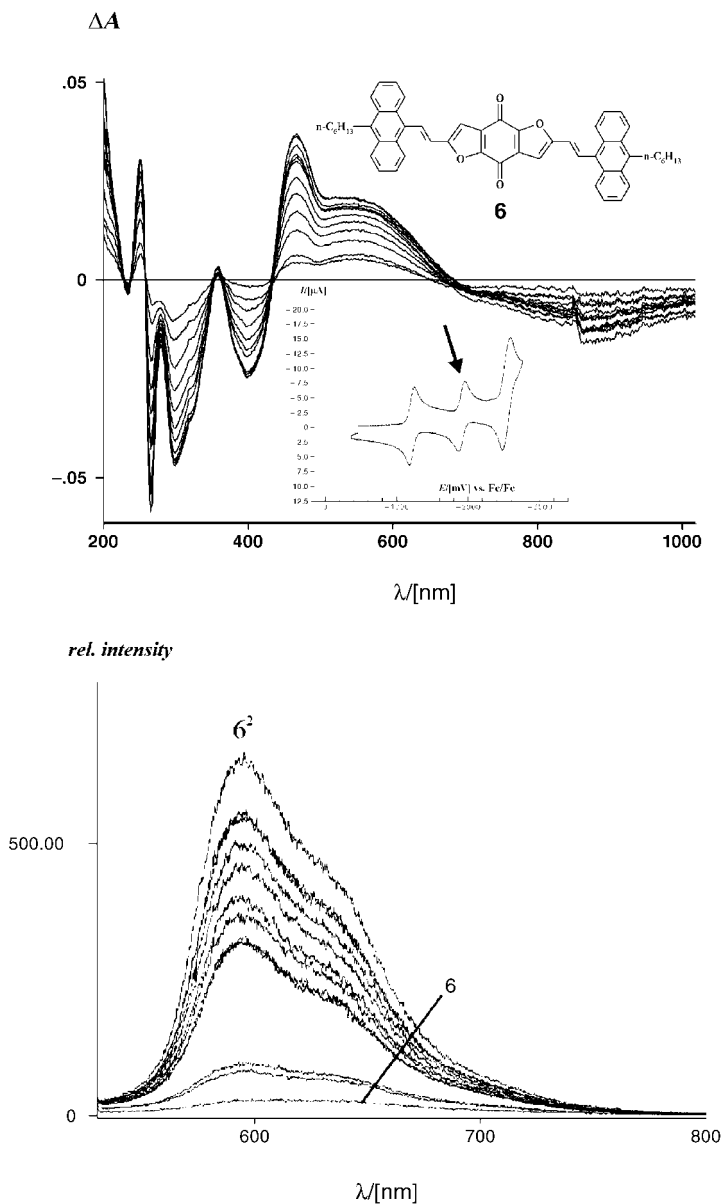 ΔA
.05
0
−.05
O
O
n-C₆H₁₃
O
O
n-C₆H₁₃
6
I/[μA]
− 20.0
− 17.5
− 15.0
− 12.5
− 10.0
− 7.5
− 5.0
− 2.5
0
2.5
5.0
7.5
10.0
12.5
E/[mV] vs. Fc/Fc
0
200
400
600
800
1000
λ/[nm]
rel. intensity
6²
500.00
6
0
600
700
800
λ/[nm]